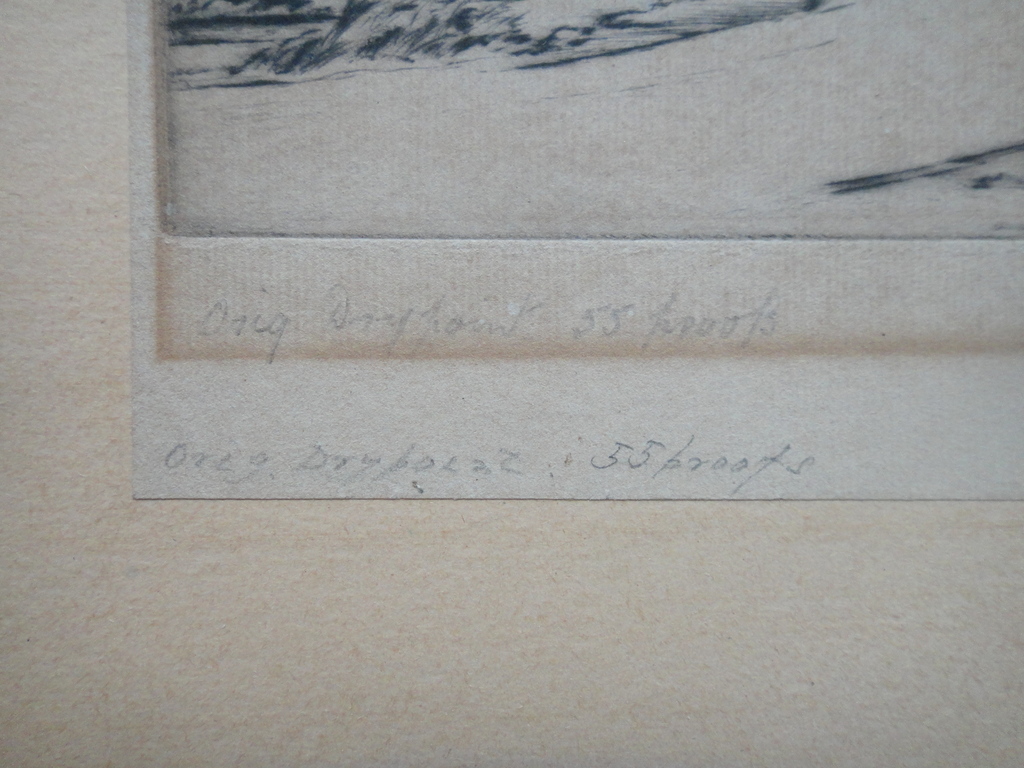 Orig Drypoint 55 proofs
Orig. Drypoint. 55 proofs